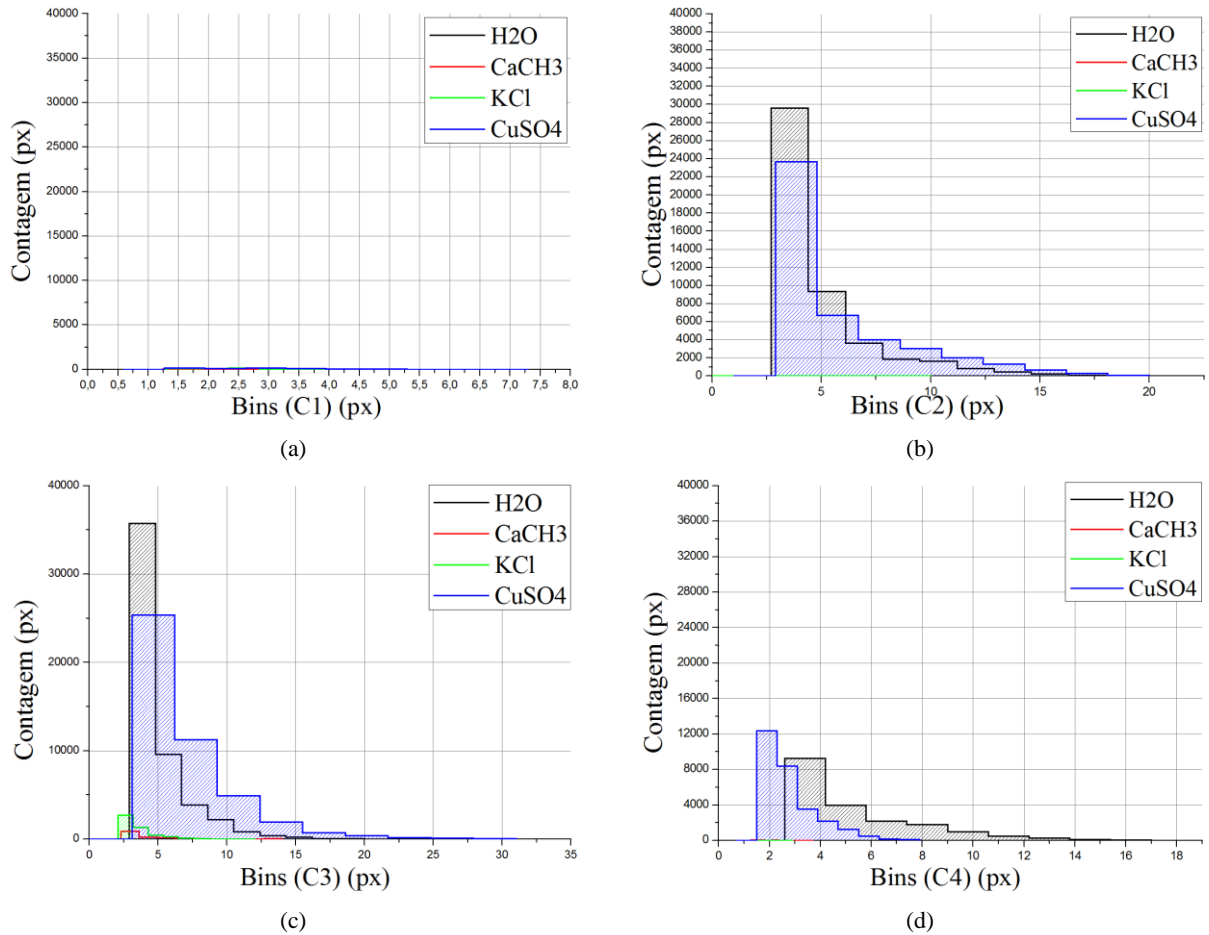 40000
35000
30000
25000
20000
15000
10000
5000
0
Contagem (px)
H2O
CaCH3
KCl
CuSO4
0,0 0,5 1,0 1,5 2,0 2,5 3,0 3,5 4,0 4,5 5,0 5,5 6,0 6,5 7,0 7,5 8,0
Bins (C1) (px)
(a)
40000
38000
36000
34000
32000
30000
28000
26000
24000
22000
20000
18000
16000
14000
12000
10000
8000
6000
4000
2000
0
Contagem (px)
H2O
CaCH3
KCl
CuSO4
0 5 10 15 20
Bins (C2) (px)
(b)
40000
30000
20000
10000
0
Contagem (px)
H2O
CaCH3
KCl
CuSO4
0 5 10 15 20 25 30 35
Bins (C3) (px)
(c)
40000
36000
32000
28000
24000
20000
16000
12000
8000
4000
0
Contagem (px)
H2O
CaCH3
KCl
CuSO4
2 4 6 8 10 12 14 16 18
Bins (C4) (px)
(d)